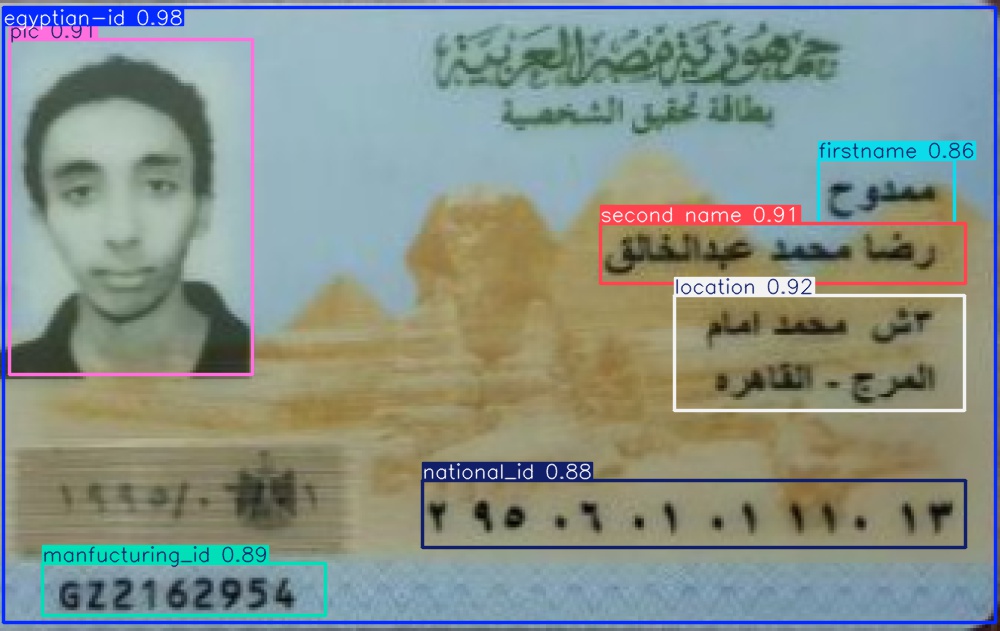 egyptian-id 0.98
pic 0.91
جمهورية مصر العربية
بطاقة تحقيق الشخصية
firstname 0.86
ممدوح
second name 0.91
رضا محمد عبدالخالق
location 0.92
٣ش محمد امام
المرج - القاهره
national_id 0.88
٢ ٩٥ ٠٦ ٠١ ٠١ ١١٠ ١٣
manfucturing_id 0.89
GZ2162954